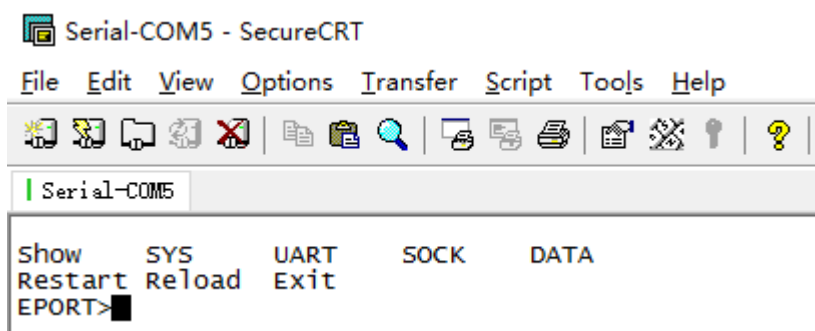 Serial-COM5 - SecureCRT
File Edit View Options Transfer Script Tools Help
Serial-COM5
Show SYS UART SOCK DATA
Restart Reload Exit
EPORT>